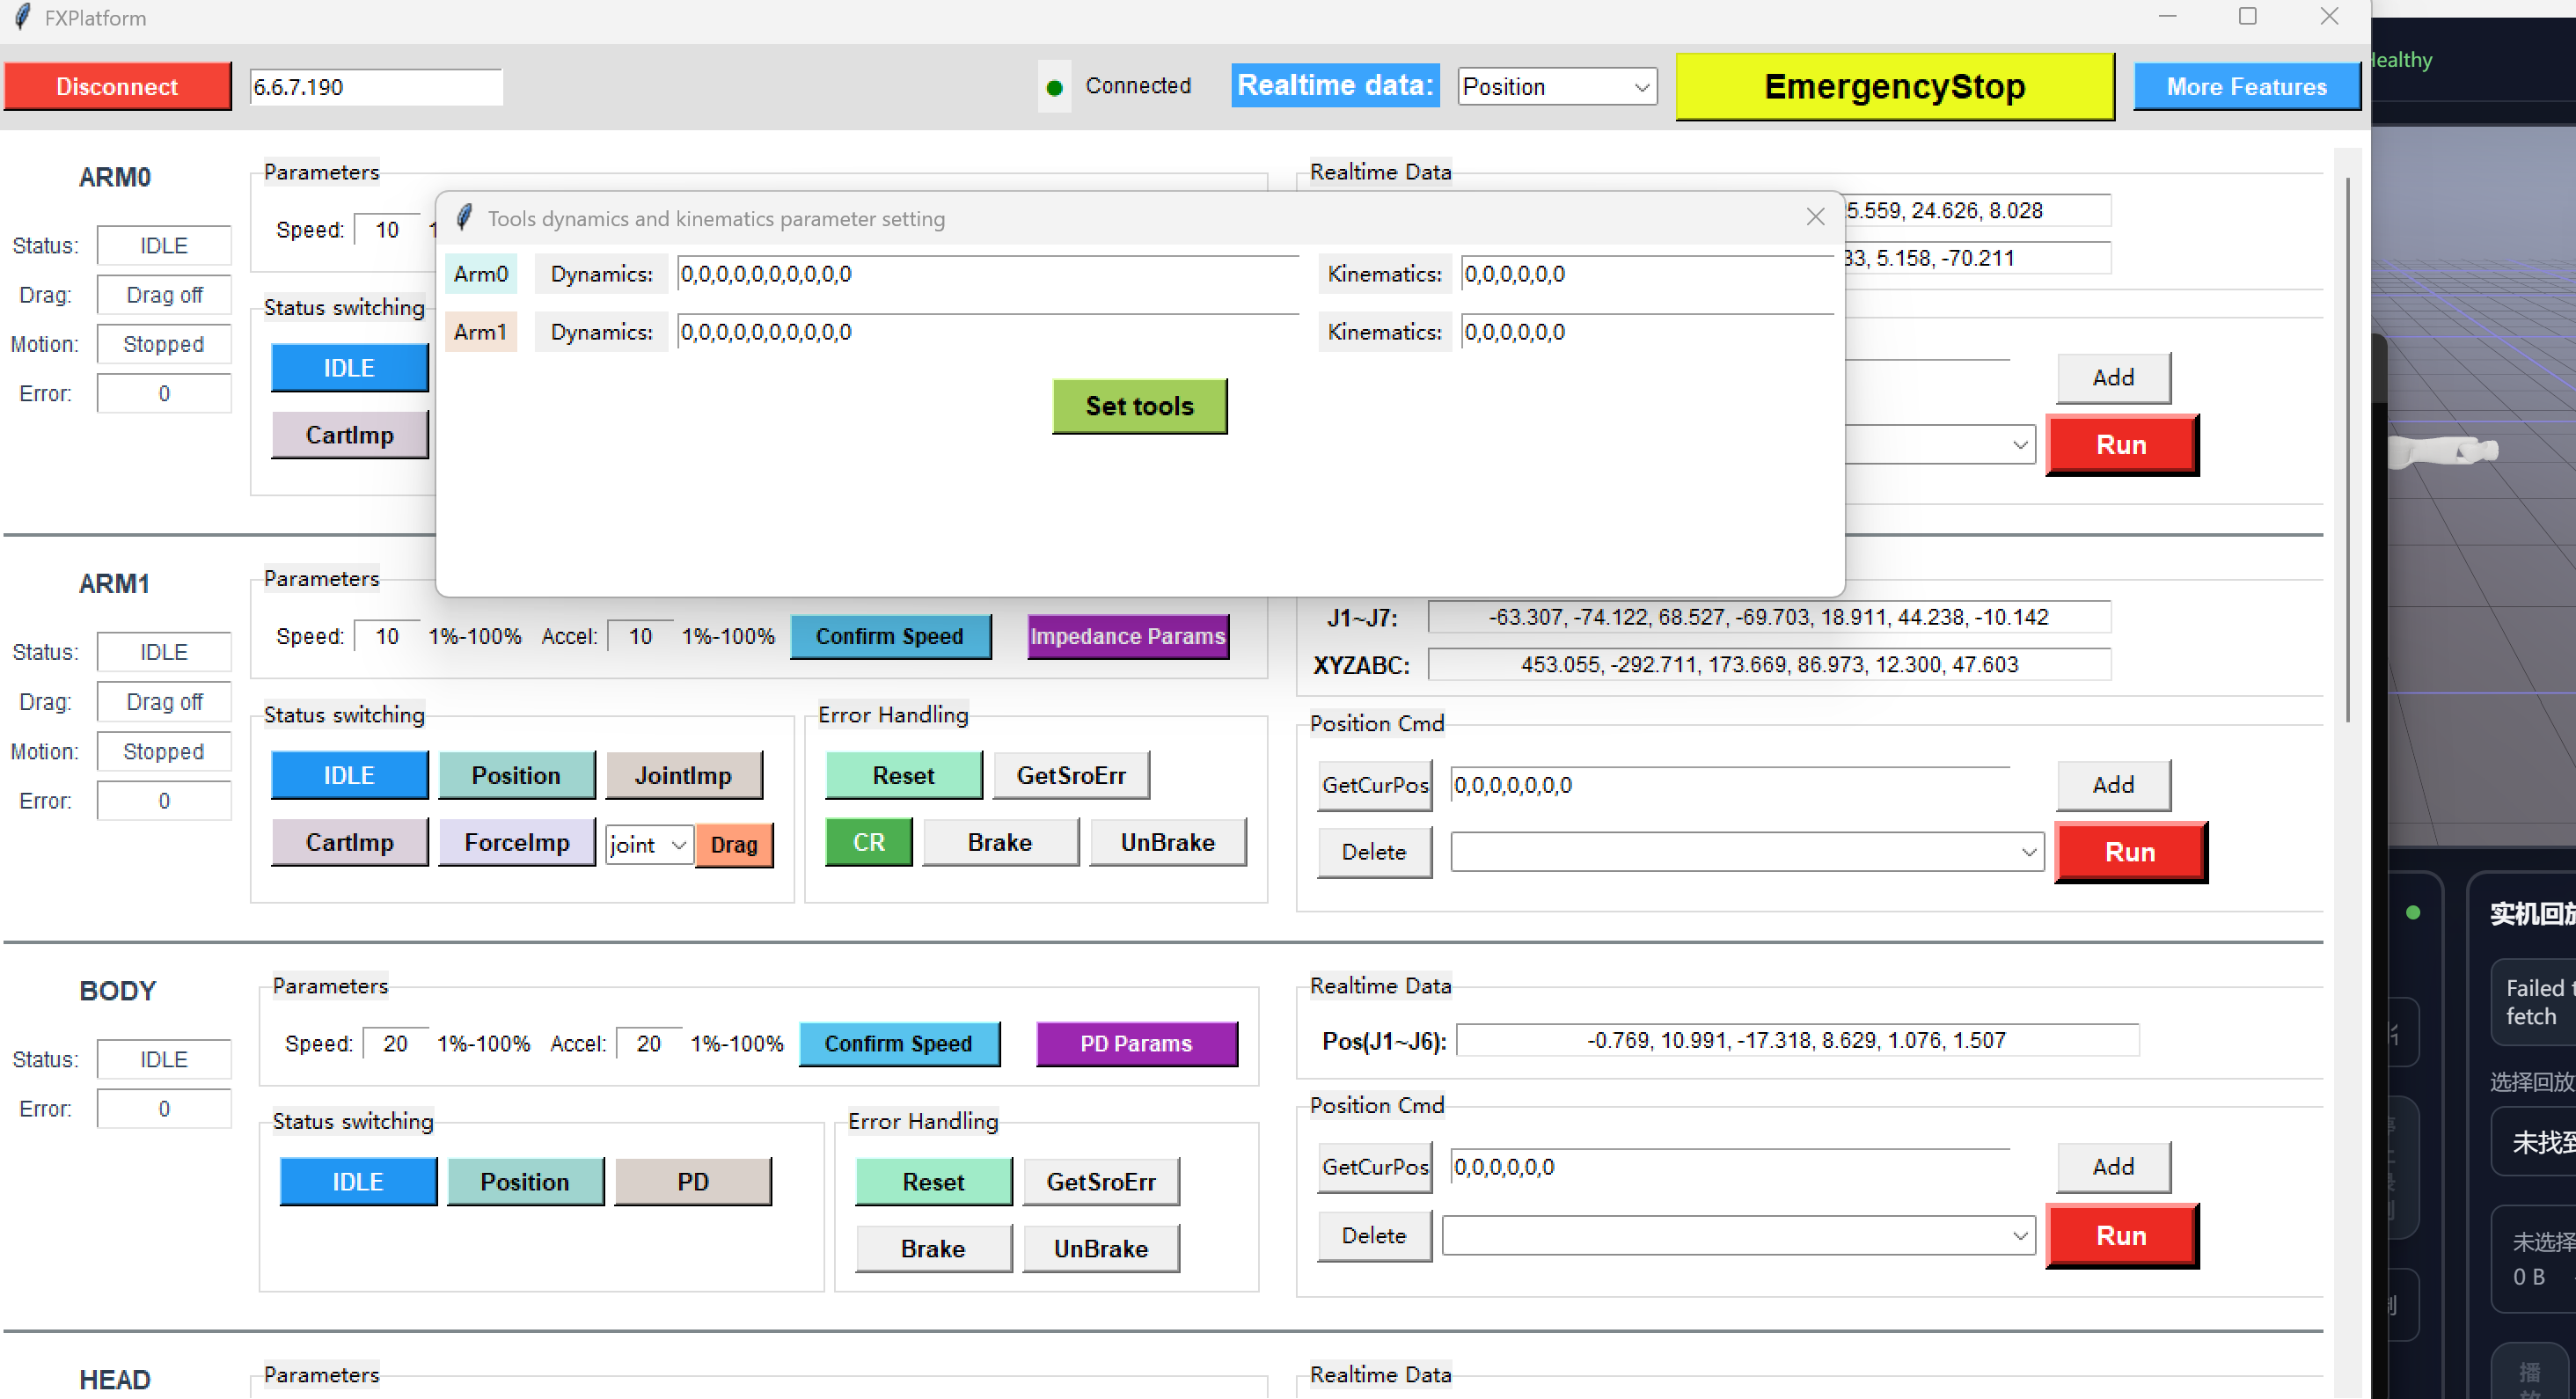 FXPlatform
Disconnect 6.6.7.190 Connected Realtime data: Position EmergencyStop More Features
Healthy
ARM0
Status: IDLE
Drag: Drag off
Motion: Stopped
Error: 0
Parameters
Speed: 10
Status switching
IDLE
CartImp
Realtime Data
5.559, 24.626, 8.028
33, 5.158, -70.211
Add
Run
Tools dynamics and kinematics parameter setting
Arm0 Dynamics: 0,0,0,0,0,0,0,0,0,0 Kinematics: 0,0,0,0,0,0
Arm1 Dynamics: 0,0,0,0,0,0,0,0,0,0 Kinematics: 0,0,0,0,0,0
Set tools
ARM1
Status: IDLE
Drag: Drag off
Motion: Stopped
Error: 0
Parameters
Speed: 10 1%-100% Accel: 10 1%-100% Confirm Speed Impedance Params
Status switching
IDLE Position JointImp
CartImp ForceImp joint Drag
Error Handling
Reset GetSroErr
CR Brake UnBrake
J1~J7: -63.307, -74.122, 68.527, -69.703, 18.911, 44.238, -10.142
XYZABC: 453.055, -292.711, 173.669, 86.973, 12.300, 47.603
Position Cmd
GetCurPos 0,0,0,0,0,0,0 Add
Delete Run
BODY
Status: IDLE
Error: 0
Parameters
Speed: 20 1%-100% Accel: 20 1%-100% Confirm Speed PD Params
Status switching
IDLE Position PD
Error Handling
Reset GetSroErr
Brake UnBrake
Realtime Data
Pos(J1~J6): -0.769, 10.991, -17.318, 8.629, 1.076, 1.507
Position Cmd
GetCurPos 0,0,0,0,0,0 Add
Delete Run
HEAD
Parameters
Realtime Data
实机回放
Failed t
fetch
选择回放
未找到
未选择
0 B
播